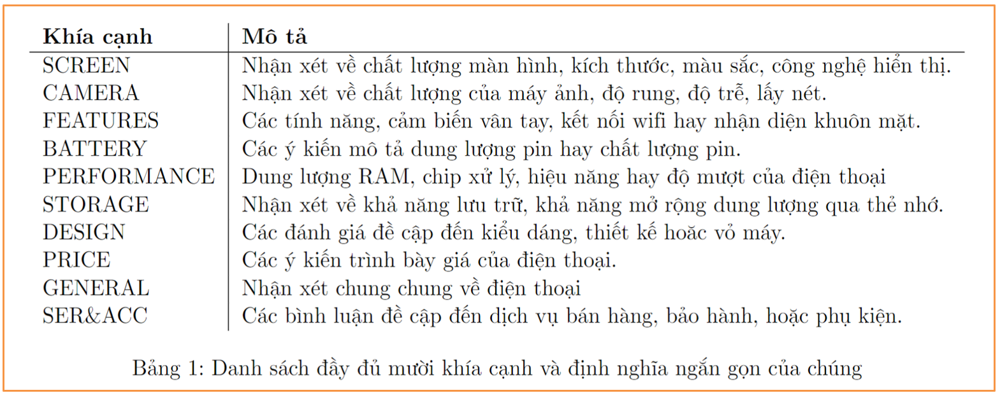 Khía cạnh Mô tả
SCREEN Nhận xét về chất lượng màn hình, kích thước, màu sắc, công nghệ hiển thị.
CAMERA Nhận xét về chất lượng của máy ảnh, độ rung, độ trễ, lấy nét.
FEATURES Các tính năng, cảm biến vân tay, kết nối wifi hay nhận diện khuôn mặt.
BATTERY Các ý kiến mô tả dung lượng pin hay chất lượng pin.
PERFORMANCE Dung lượng RAM, chip xử lý, hiệu năng hay độ mượt của điện thoại
STORAGE Nhận xét về khả năng lưu trữ, khả năng mở rộng dung lượng qua thẻ nhớ.
DESIGN Các đánh giá đề cập đến kiểu dáng, thiết kế hoăc vỏ máy.
PRICE Các ý kiến trình bày giá của điện thoại.
GENERAL Nhận xét chung chung về điện thoại
SER&ACC Các bình luận đề cập đến dịch vụ bán hàng, bảo hành, hoặc phụ kiện.
Bảng 1: Danh sách đầy đủ mười khía cạnh và định nghĩa ngắn gọn của chúng